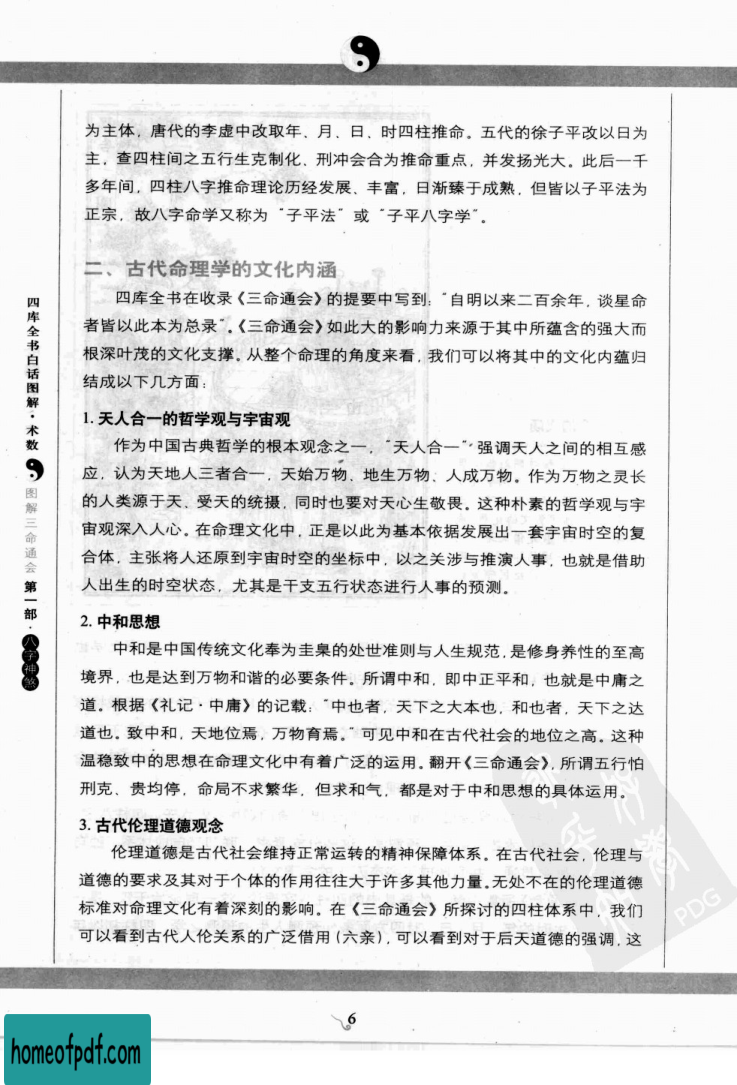 为主体，唐代的李虚中改取年、月、日、时四柱推命。五代的徐子平改以日为
主，查四柱间之五行生克制化、刑冲会合为推命重点，并发扬光大。此后一千
多年间，四柱八字推命理论历经发展、丰富，日渐臻于成熟，但皆以子平法为
正宗，故八字命学又称为“子平法”或“子平八字学”。
二、古代命理学的文化内涵
四库全书在收录《三命通会》的提要中写到：“自明以来二百余年，谈星命
者皆以此本为总录”。《三命通会》如此大的影响力来源于其中所蕴含的强大而
根深叶茂的文化支撑。从整个命理的角度来看，我们可以将其中的文化内蕴归
结成以下几方面：
1. 天人合一的哲学观与宇宙观
作为中国古典哲学的根本观念之一，“天人合一”强调天人之间的相互感
应，认为天地人三者合一，天始万物、地生万物、人成万物。作为万物之灵长
的人类源于天、受天的统摄，同时也要对天心生敬畏。这种朴素的哲学观与宇
宙观深入人心。在命理文化中，正是以此为基本依据发展出一套宇宙时空的复
合体，主张将人还原到宇宙时空的坐标中，以之关涉与推演人事，也就是借助
人出生的时空状态，尤其是干支五行状态进行人事的预测。
2. 中和思想
中和是中国传统文化奉为圭臬的处世准则与人生规范，是修身养性的至高
境界，也是达到万物和谐的必要条件。所谓中和，即中正平和，也就是中庸之
道。根据《礼记·中庸》的记载：“中也者，天下之大本也，和也者，天下之达
道也。致中和，天地位焉，万物育焉。”可见中和在古代社会的地位之高。这种
温稳致中的思想在命理文化中有着广泛的运用。翻开《三命通会》，所谓五行怕
刑克、贵均停，命局不求繁华，但求和气，都是对于中和思想的具体运用。
3. 古代伦理道德观念
伦理道德是古代社会维持正常运转的精神保障体系。在古代社会，伦理与
道德的要求及其对于个体的作用往往大于许多其他力量。无处不在的伦理道德
标准对命理文化有着深刻的影响。在《三命通会》所探讨的四柱体系中，我们
可以看到古代人伦关系的广泛借用（六亲），可以看到对于后天道德的强调，这
四库全书白话图解·术数
图解三命通会
第一部·八字神煞
6
PDG
homeofpdf.com